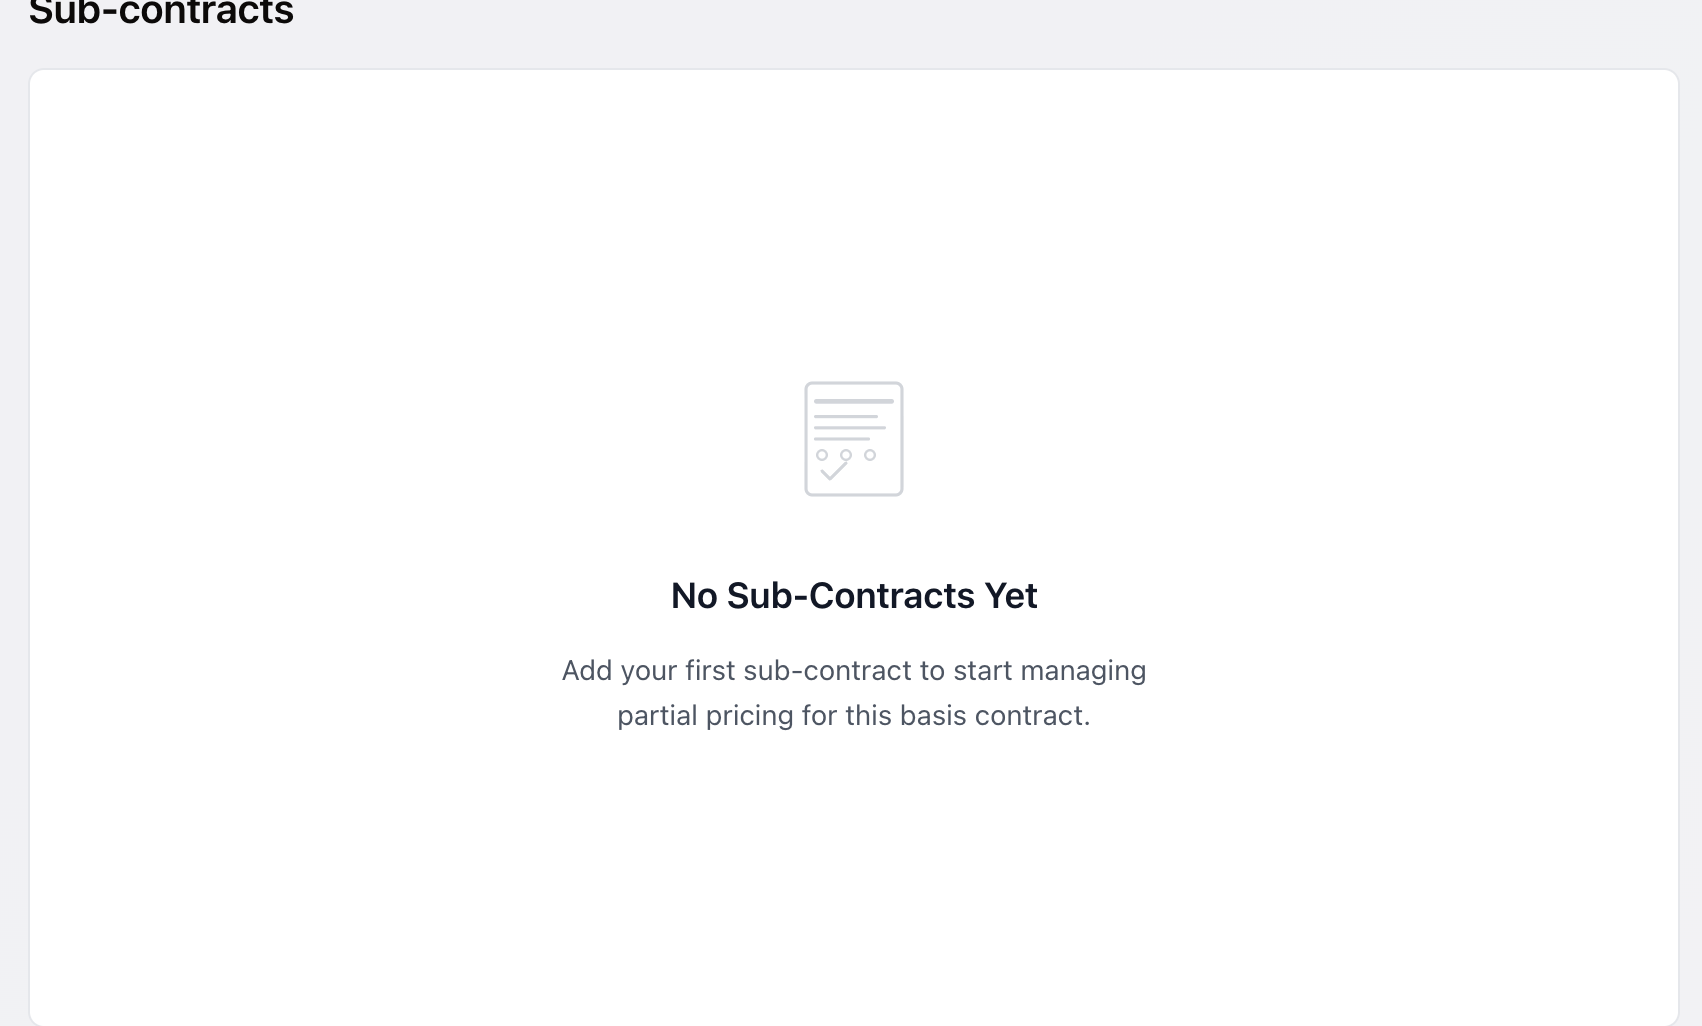 Sub-contracts
No Sub-Contracts Yet
Add your first sub-contract to start managing
partial pricing for this basis contract.